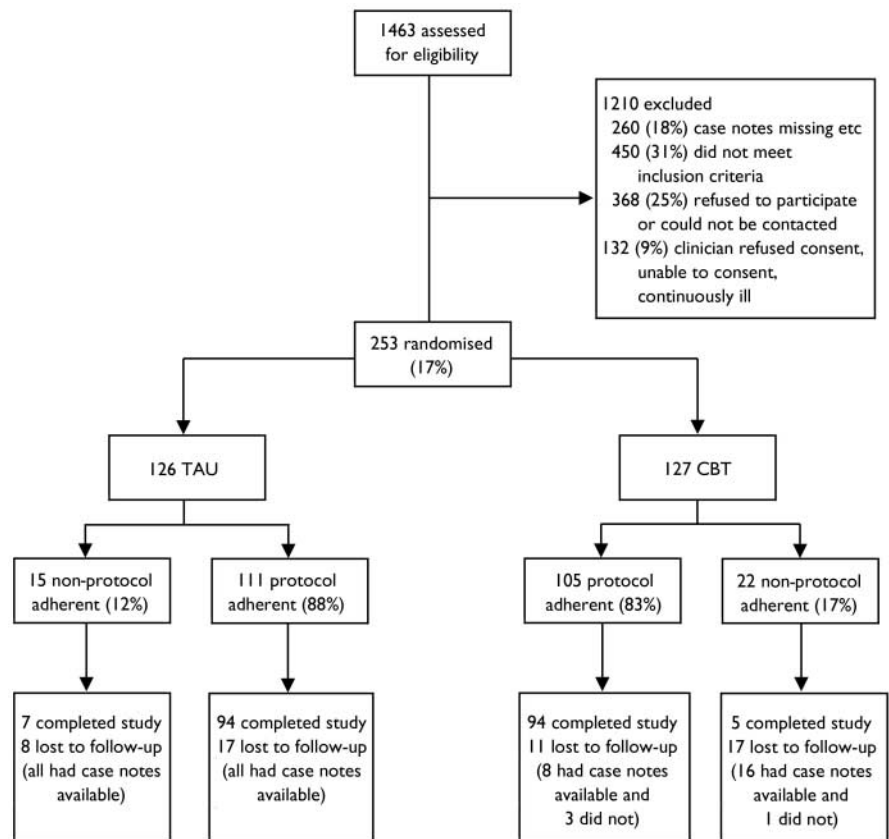 1463 assessed
for eligibility
1210 excluded
260 (18%) case notes missing etc
450 (31%) did not meet
inclusion criteria
368 (25%) refused to participate
or could not be contacted
132 (9%) clinician refused consent,
unable to consent,
continuously ill
253 randomised
(17%)
126 TAU
127 CBT
15 non-protocol
adherent (12%)
111 protocol
adherent (88%)
105 protocol
adherent (83%)
22 non-protocol
adherent (17%)
7 completed study
8 lost to follow-up
(all had case notes
available)
94 completed study
17 lost to follow-up
(all had case notes
available)
94 completed study
11 lost to follow-up
(8 had case notes
available and
3 did not)
5 completed study
17 lost to follow-up
(16 had case notes
available and
1 did not)